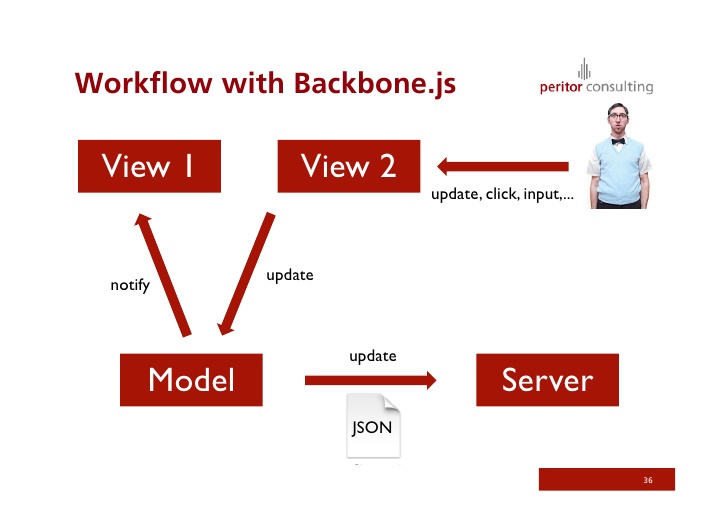 Workflow with Backbone.js
peritor consulting
View 1
View 2
update, click, input,...
notify
update
update
Model
Server
JSON
36